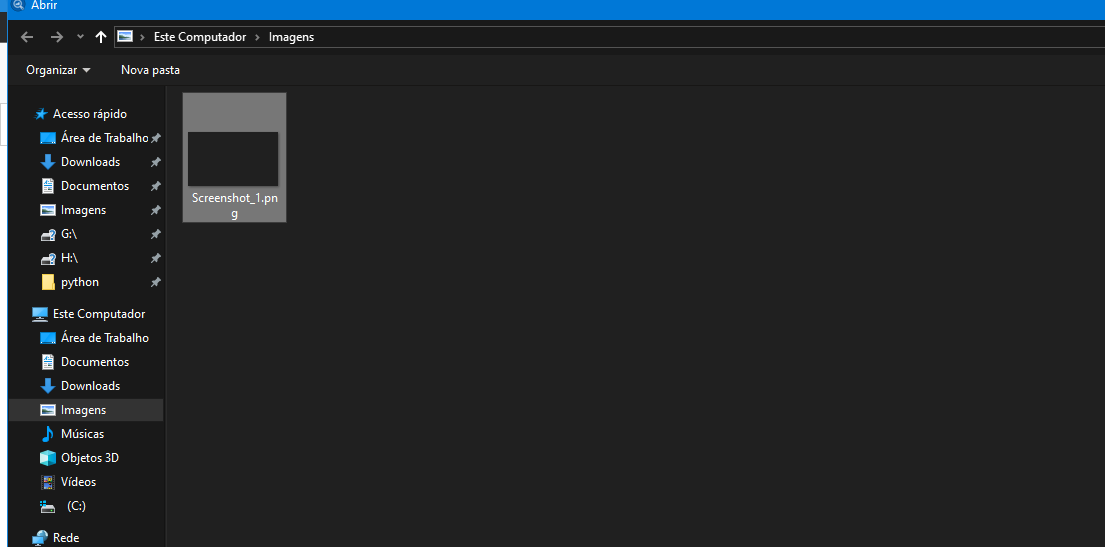 Abrir
Este Computador > Imagens
Organizar Nova pasta
Acesso rápido
Área de Trabalho
Downloads
Documentos
Imagens
G:\
H:\
python
Este Computador
Área de Trabalho
Documentos
Downloads
Imagens
Músicas
Objetos 3D
Vídeos
(C:)
Rede
Screenshot_1.pn
g